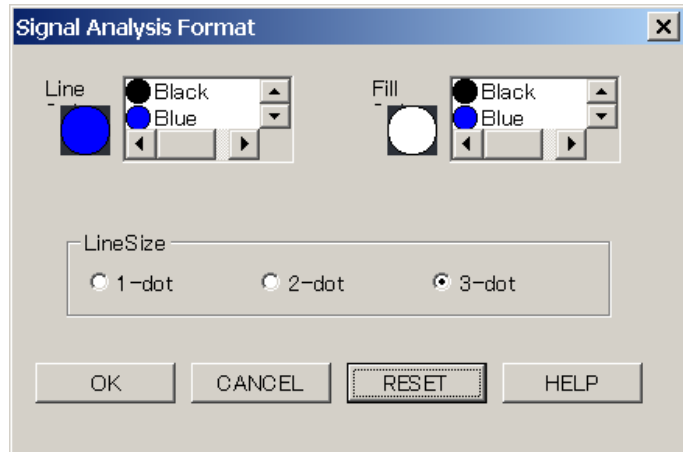 Signal Analysis Format
Line
Black
Blue
Fill
Black
Blue
LineSize
1-dot
2-dot
3-dot
OK
CANCEL
RESET
HELP